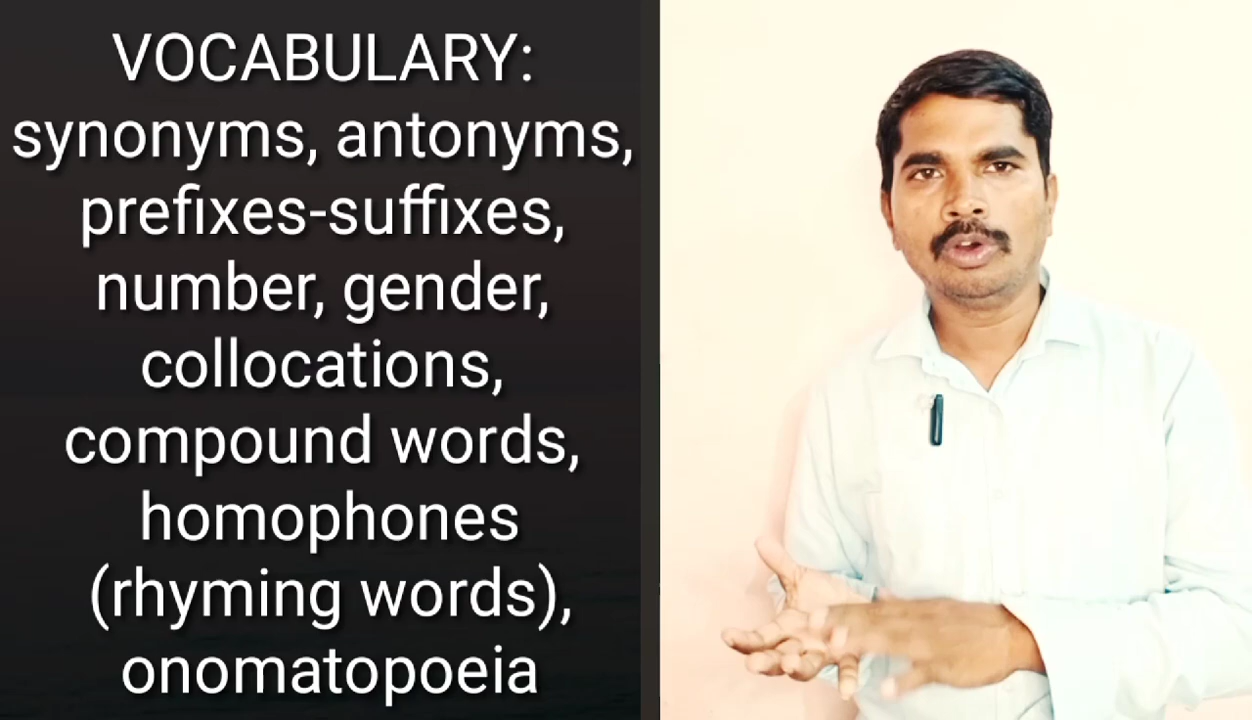 VOCABULARY:
synonyms, antonyms,
prefixes-suffixes,
number, gender,
collocations,
compound words,
homophones
(rhyming words),
onomatopoeia